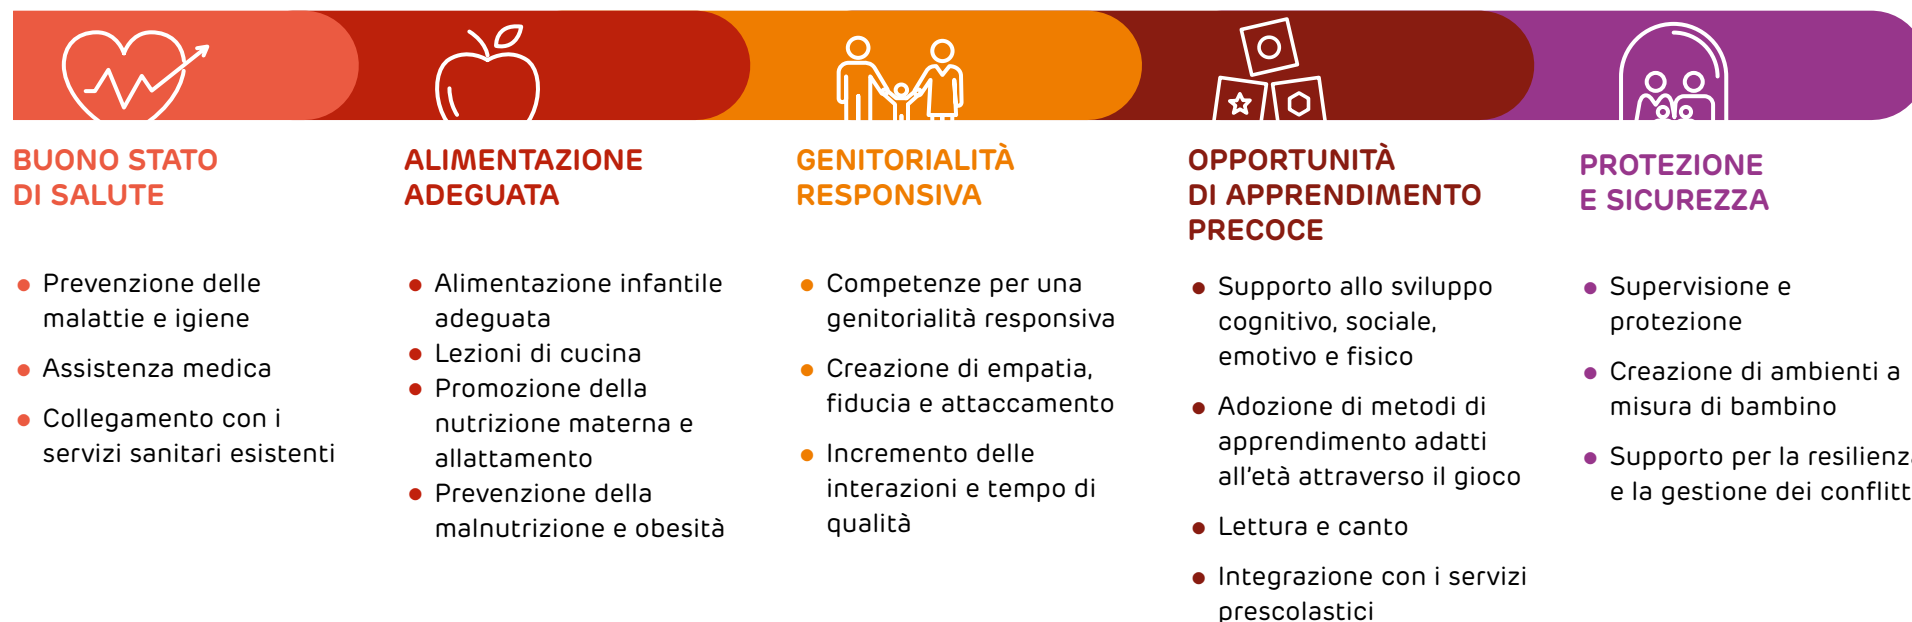 BUONO STATO
DI SALUTE
Prevenzione delle
malattie e igiene
Assistenza medica
Collegamento con i
servizi sanitari esistenti
ALIMENTAZIONE
ADEGUATA
Alimentazione infantile
adeguata
Lezioni di cucina
Promozione della
nutrizione materna e
allattamento
Prevenzione della
malnutrizione e obesità
GENITORIALITÀ
RESPONSIVA
Competenze per una
genitorialità responsiva
Creazione di empatia,
fiducia e attaccamento
Incremento delle
interazioni e tempo di
qualità
OPPORTUNITÀ
DI APPRENDIMENTO
PRECOCE
Supporto allo sviluppo
cognitivo, sociale,
emotivo e fisico
Adozione di metodi di
apprendimento adatti
all'età attraverso il gioco
Lettura e canto
Integrazione con i servizi
prescolastici
PROTEZIONE
E SICUREZZA
Supervisione e
protezione
Creazione di ambienti a
misura di bambino
Supporto per la resilienza
e la gestione dei conflitt